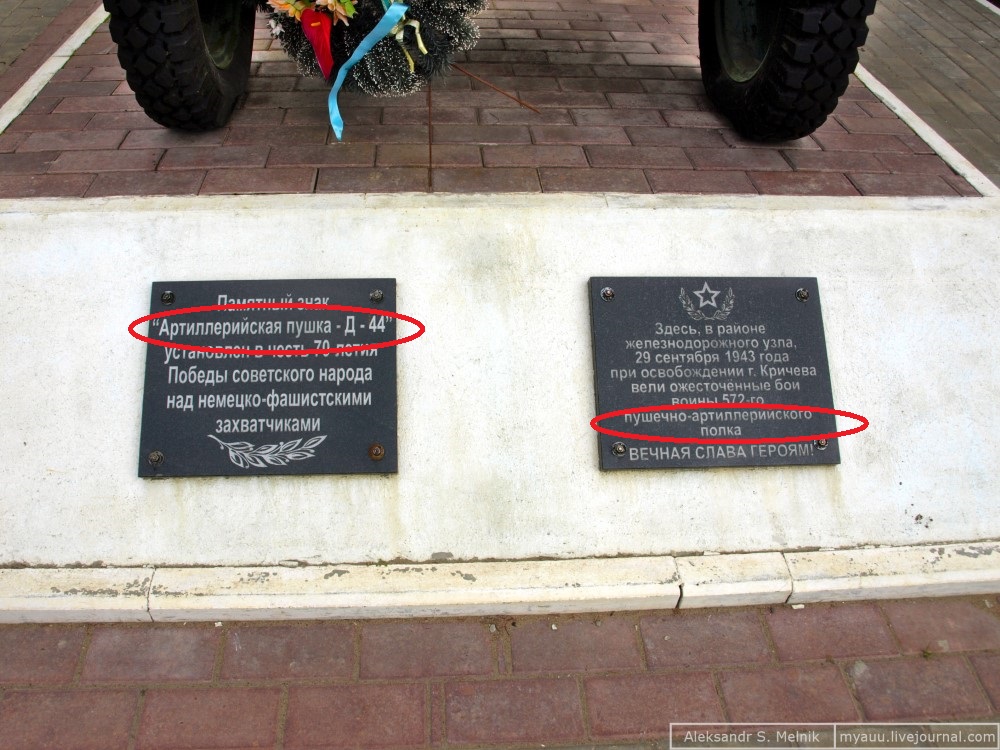 Памятный знак
“Артиллерийская пушка - Д - 44”
установлен в честь 70-летия
Победы советского народа
над немецко-фашистскими
захватчиками
Здесь, в районе
железнодорожного узла,
29 сентября 1943 года
при освобождении г. Кричева
вели ожесточённые бои
воины 572-го
пушечно-артиллерийского
полка
ВЕЧНАЯ СЛАВА ГЕРОЯМ!
Aleksandr S. Melnik
myauu.livejournal.com